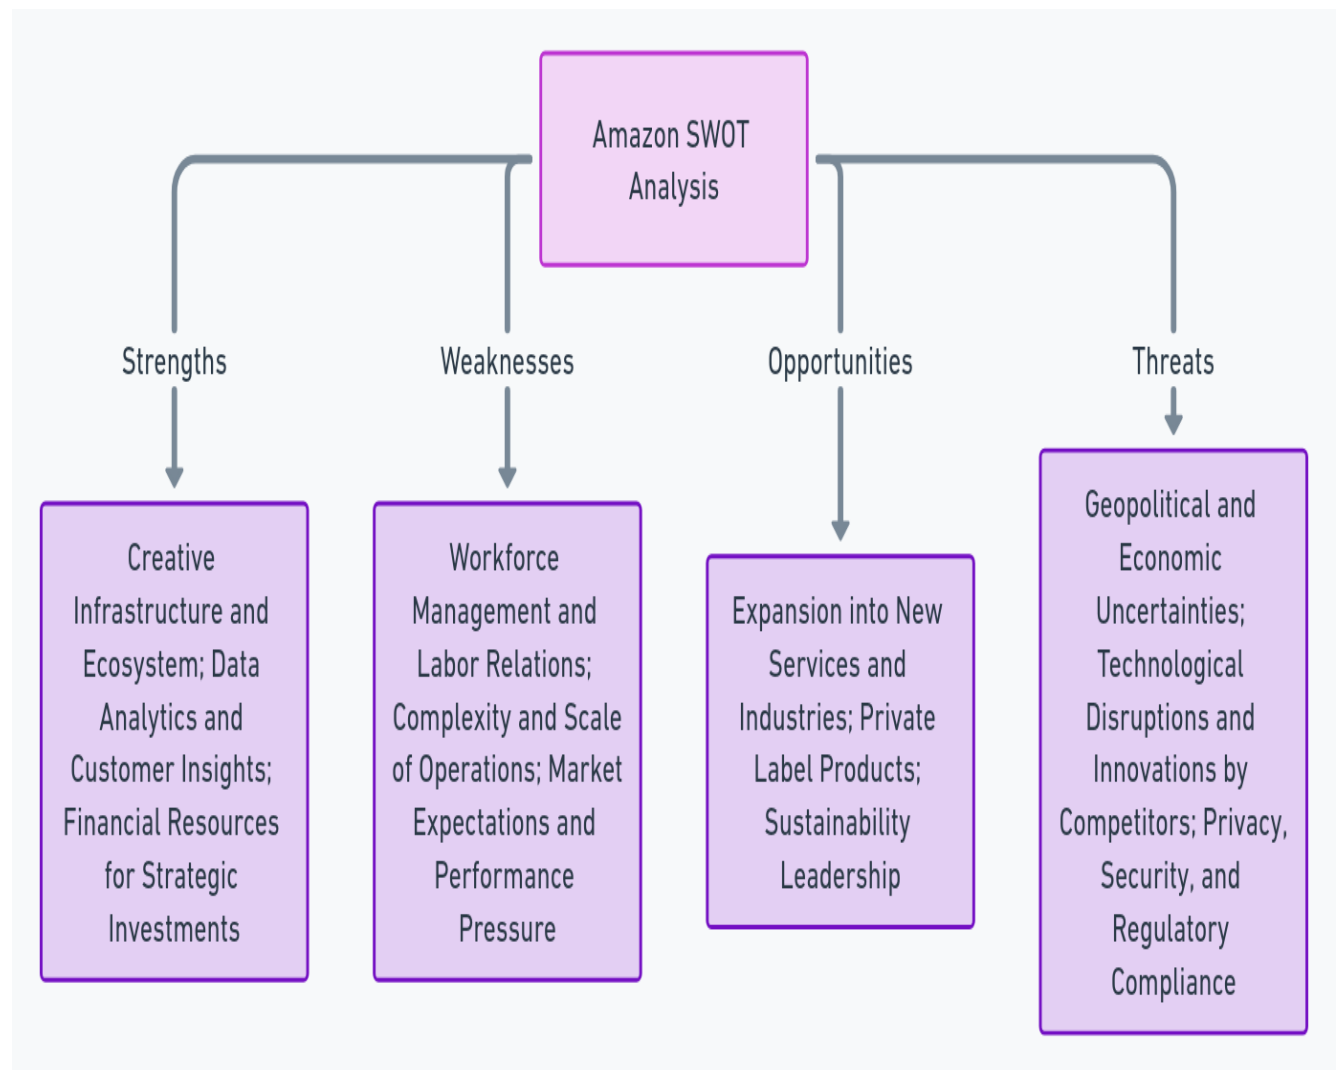 Amazon SWOT
Analysis
Strengths
Weaknesses
Opportunities
Threats
Creative
Infrastructure and
Ecosystem; Data
Analytics and
Customer Insights;
Financial Resources
for Strategic
Investments
Workforce
Management and
Labor Relations;
Complexity and Scale
of Operations; Market
Expectations and
Performance
Pressure
Expansion into New
Services and
Industries; Private
Label Products;
Sustainability
Leadership
Geopolitical and
Economic
Uncertainties;
Technological
Disruptions and
Innovations by
Competitors; Privacy,
Security, and
Regulatory
Compliance